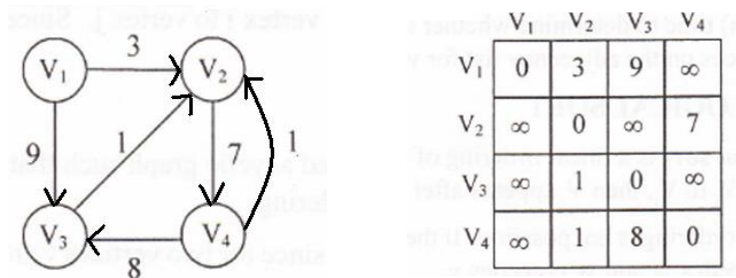 V₁ 3 V₂
9 1 7 1
V₃ 8 V₄
V₁ V₂ V₃ V₄
V₁ 0 3 9 ∞
V₂ ∞ 0 ∞ 7
V₃ ∞ 1 0 ∞
V₄ ∞ 1 8 0